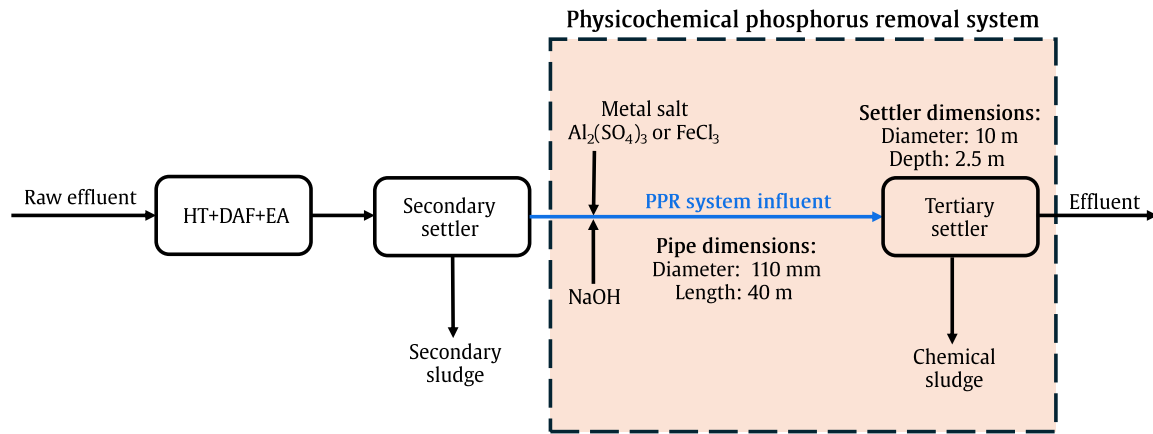 Physicochemical phosphorus removal system
Metal salt
Al₂(SO₄)₃ or FeCl₃
Settler dimensions:
Diameter: 10 m
Depth: 2.5 m
Raw effluent
HT+DAF+EA
Secondary
settler
PPR system influent
Tertiary
settler
Effluent
Pipe dimensions:
Diameter: 110 mm
Length: 40 m
NaOH
Secondary
sludge
Chemical
sludge